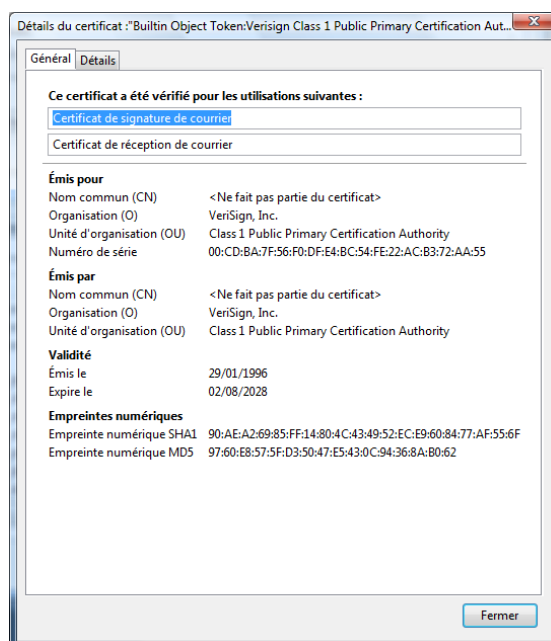 Détails du certificat :"Builtin Object Token:Verisign Class 1 Public Primary Certification Aut...
Général Détails
Ce certificat a été vérifié pour les utilisations suivantes :
Certificat de signature de courrier
Certificat de réception de courrier
Émis pour
Nom commun (CN) <Ne fait pas partie du certificat>
Organisation (O) VeriSign, Inc.
Unité d'organisation (OU) Class 1 Public Primary Certification Authority
Numéro de série 00:CD:BA:7F:56:F0:DF:E4:BC:54:FE:22:AC:B3:72:AA:55
Émis par
Nom commun (CN) <Ne fait pas partie du certificat>
Organisation (O) VeriSign, Inc.
Unité d'organisation (OU) Class 1 Public Primary Certification Authority
Validité
Émis le 29/01/1996
Expire le 02/08/2028
Empreintes numériques
Empreinte numérique SHA1 90:AE:A2:69:85:FF:14:80:4C:43:49:52:EC:E9:60:84:77:AF:55:6F
Empreinte numérique MD5 97:60:E8:57:5F:D3:50:47:E5:43:0C:94:36:8A:B0:62
Fermer